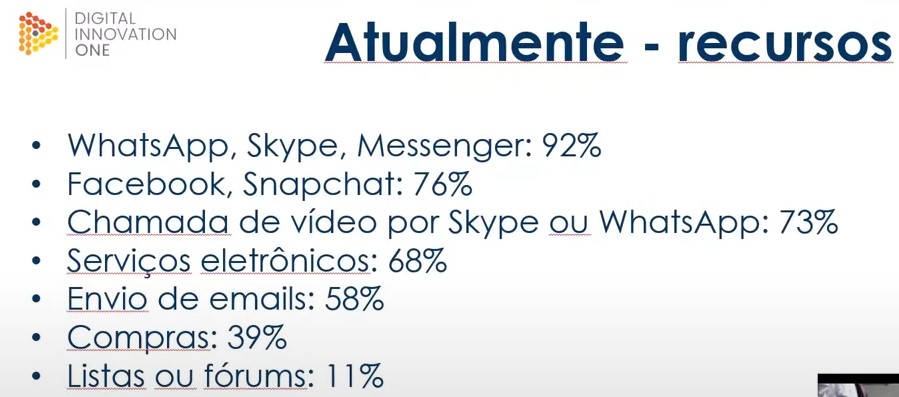 DIGITAL
INNOVATION
ONE
Atualmente - recursos
• WhatsApp, Skype, Messenger: 92%
• Facebook, Snapchat: 76%
• Chamada de vídeo por Skype ou WhatsApp: 73%
• Serviços eletrônicos: 68%
• Envio de emails: 58%
• Compras: 39%
• Listas ou fórums: 11%